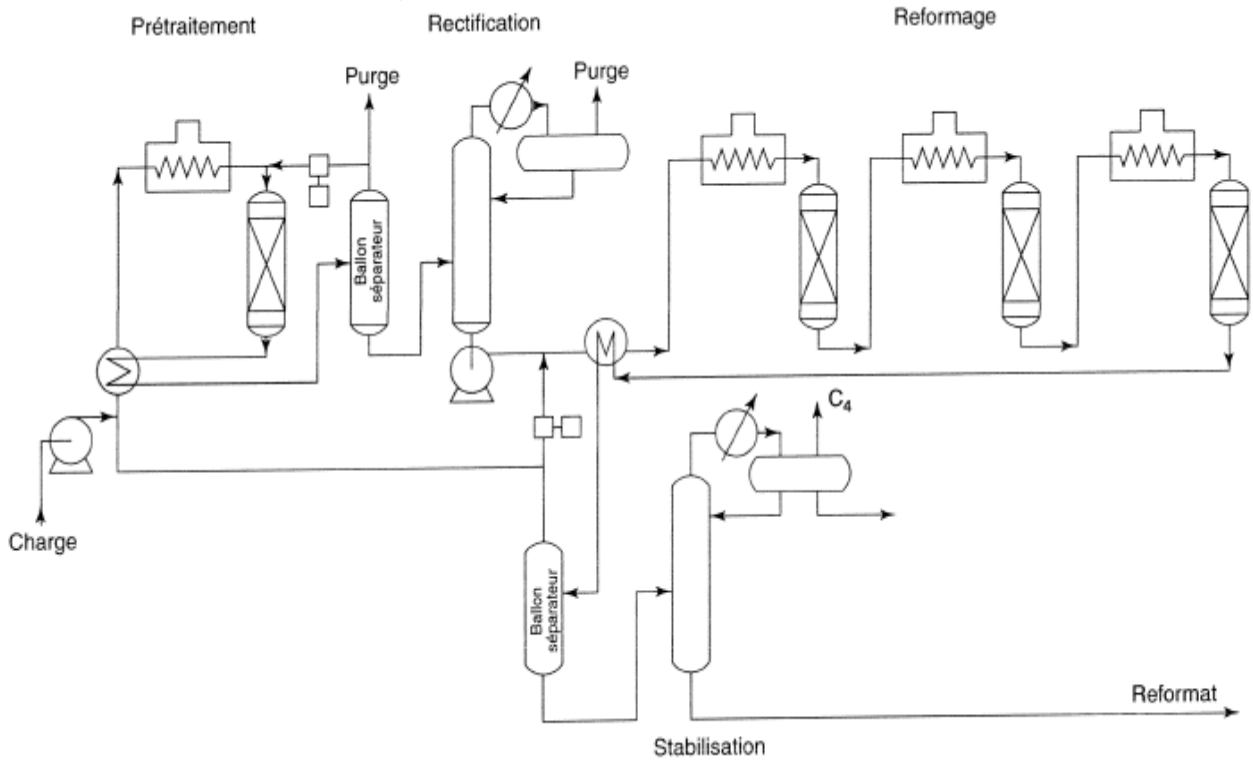 Prétraitement
Rectification
Reformage
Purge
Purge
Ballon
séparateur
C₄
Charge
Ballon
séparateur
Reformat
Stabilisation